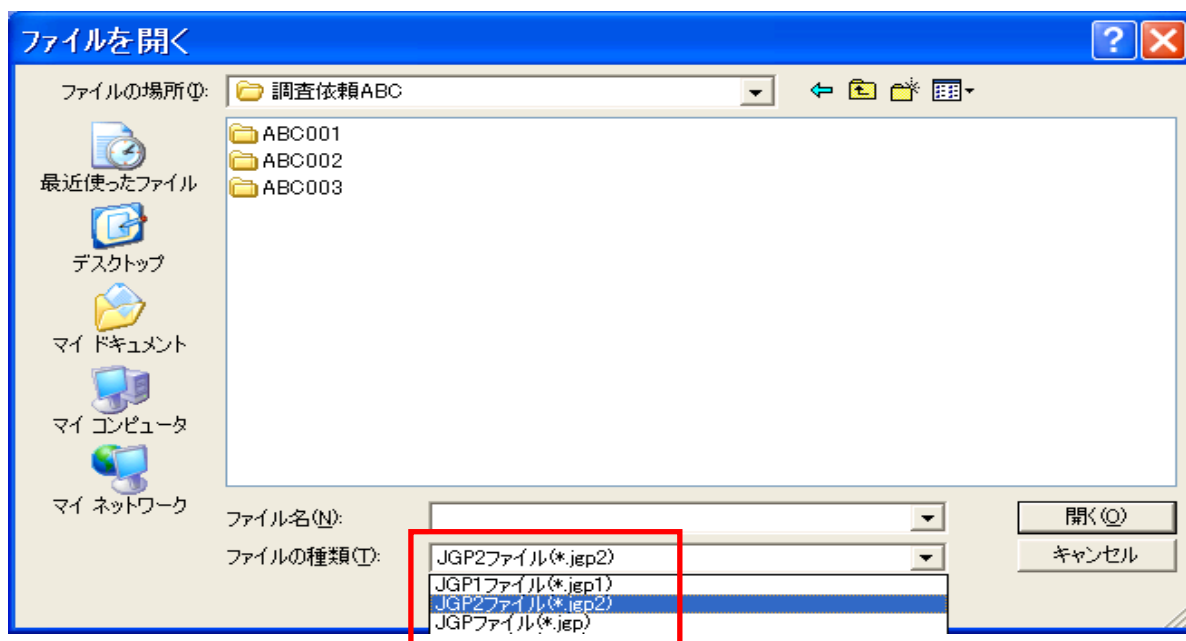 ファイルを開く
ファイルの場所(I):
調査依頼ABC
最近使ったファイル
デスクトップ
マイ ドキュメント
マイ コンピュータ
マイ ネットワーク
ABC001
ABC002
ABC003
ファイル名(N):
開く(O)
ファイルの種類(T):
JGP2ファイル(*.jgp2)
キャンセル
JGP1ファイル(*.jgp1)
JGP2ファイル(*.jgp2)
JGPファイル(*.jgp)